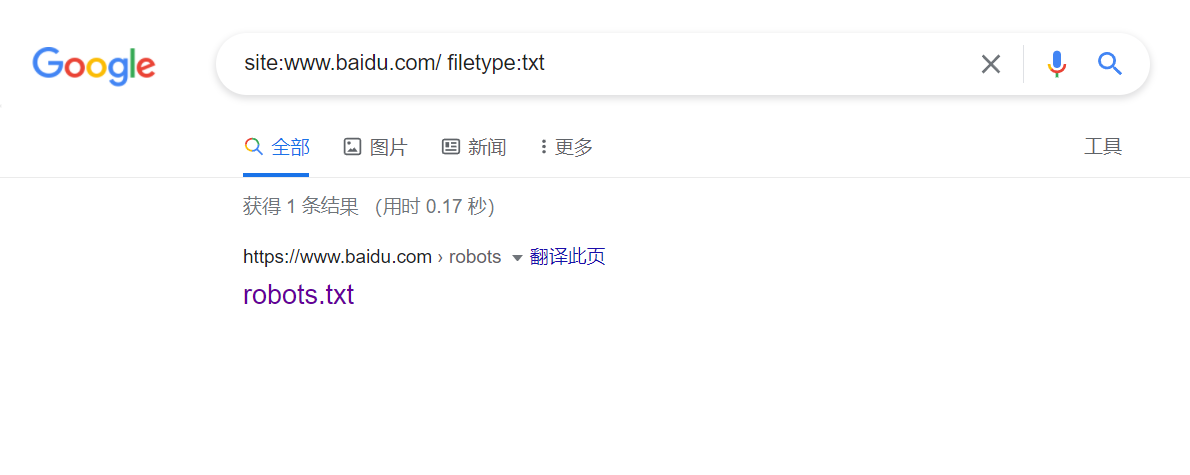 Google site:www.baidu.com/ filetype:txt
全部 图片 新闻 更多 工具
获得 1 条结果 （用时 0.17 秒）
https://www.baidu.com › robots 翻译此页
robots.txt